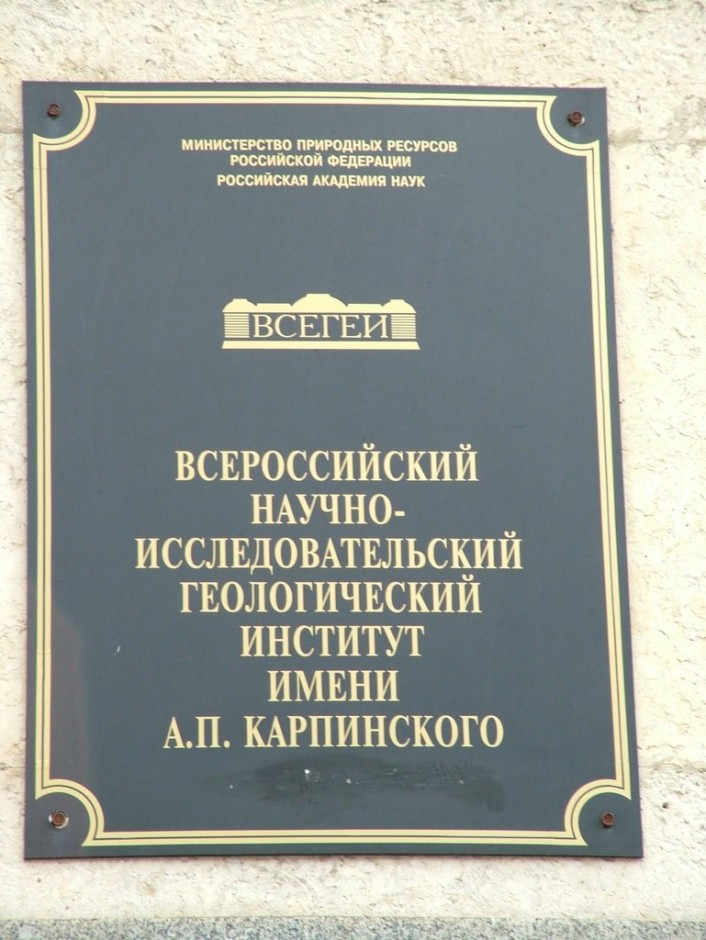 МИНИСТЕРСТВО ПРИРОДНЫХ РЕСУРСОВ
РОССИЙСКОЙ ФЕДЕРАЦИИ
РОССИЙСКАЯ АКАДЕМИЯ НАУК
ВСЕГЕИ
ВСЕРОССИЙСКИЙ
НАУЧНО-
ИССЛЕДОВАТЕЛЬСКИЙ
ГЕОЛОГИЧЕСКИЙ
ИНСТИТУТ
ИМЕНИ
А.П. КАРПИНСКОГО